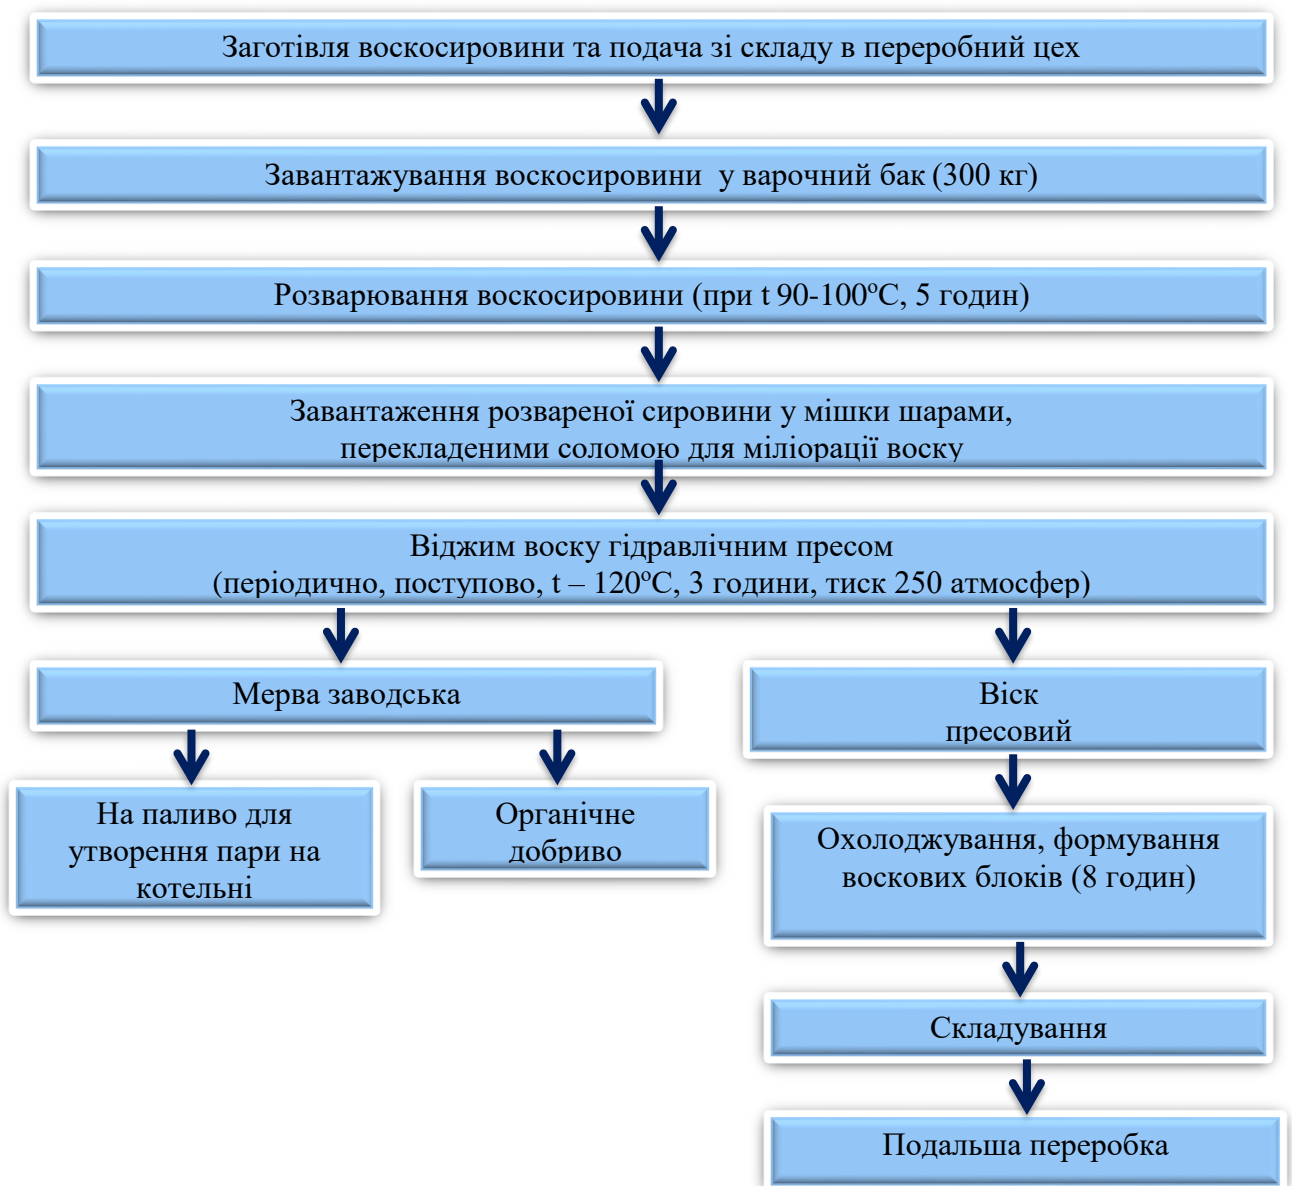 Заготівля воскосировини та подача зі складу в переробний цех
Завантажування воскосировини у варочний бак (300 кг)
Розварювання воскосировини (при t 90-100ºС, 5 годин)
Завантаження розвареної сировини у мішки шарами,
перекладеними соломою для міліорації воску
Віджим воску гідравлічним пресом
(періодично, поступово, t – 120ºС, 3 години, тиск 250 атмосфер)
Мерва заводська
Віск
пресовий
На паливо для
утворення пари на
котельні
Органічне
добриво
Охолоджування, формування
воскових блоків (8 годин)
Складування
Подальша переробка